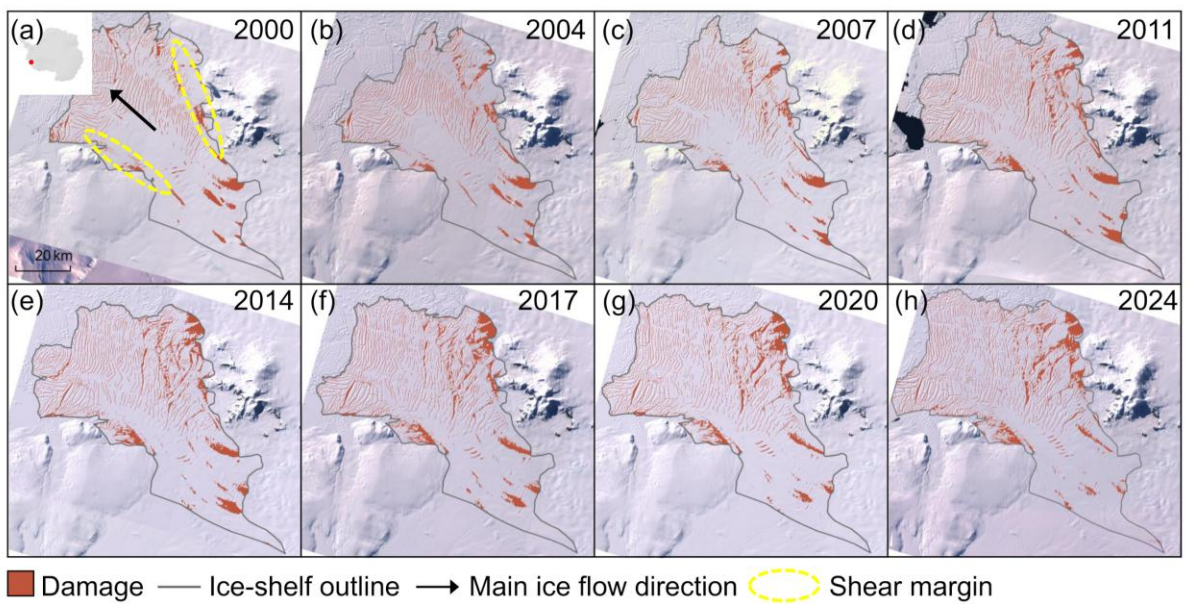 (a) 2000
(b) 2004
(c) 2007
(d) 2011
20 km
(e) 2014
(f) 2017
(g) 2020
(h) 2024
Damage Ice-shelf outline Main ice flow direction Shear margin